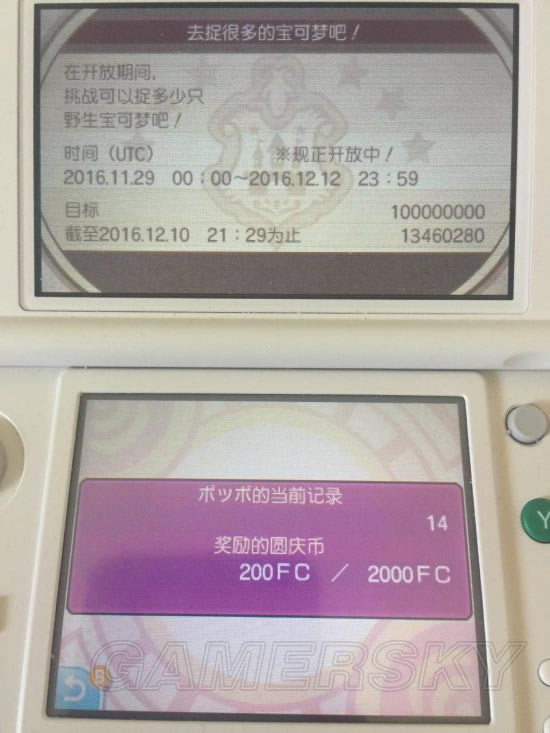 去捉很多的宝可梦吧！
在开放期间，
挑战可以捉多少只
野生宝可梦吧！
时间（UTC） ※现正开放中！
2016.11.29 00：00～2016.12.12 23：59
目标 100000000
截至2016.12.10 21：29为止 13460280
ポッポ的当前记录
14
奖励的圆庆币
200FC ／ 2000FC
B
Y
GAMERSKY